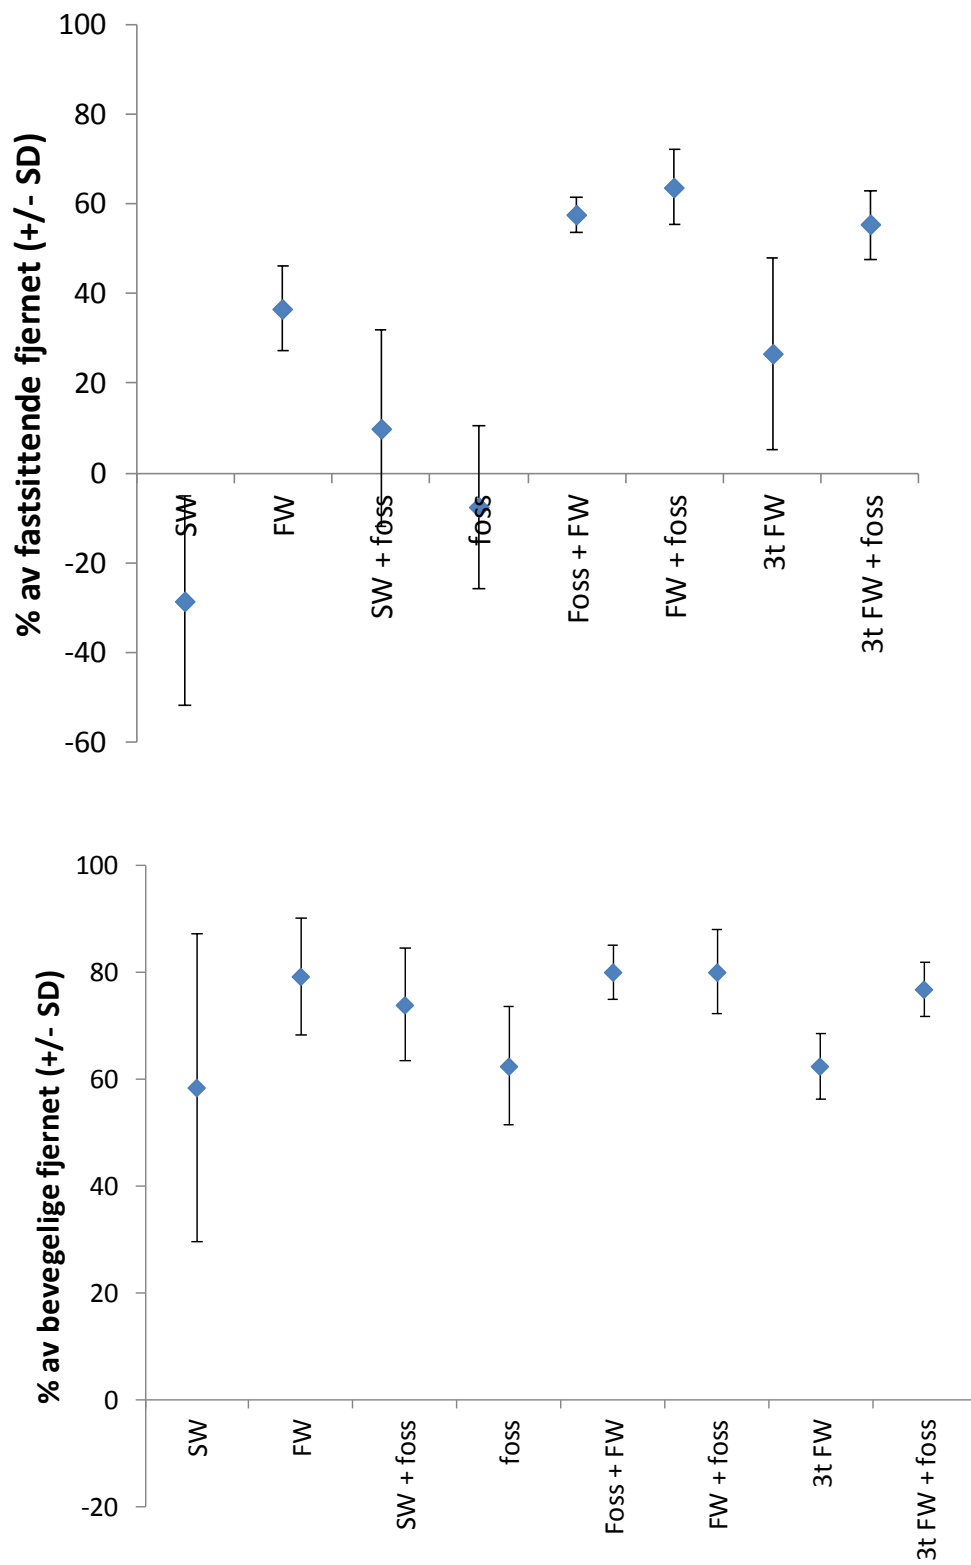 % av fastsittende fjernet (+/- SD)
100
80
60
40
20
0
-20
-40
-60
SW
FW
SW + foss
foss
Foss + FW
FW + foss
3t FW
3t FW + foss
% av bevegelige fjernet (+/- SD)
100
80
60
40
20
0
-20
SW
FW
SW + foss
foss
Foss + FW
FW + foss
3t FW
3t FW + foss